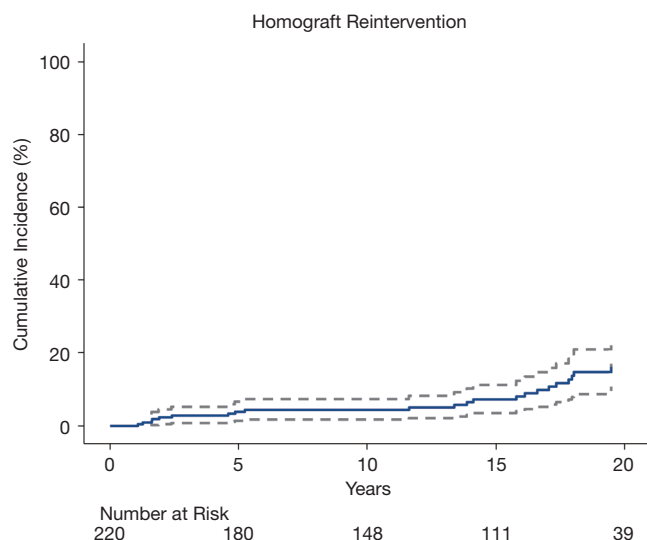 Homograft Reintervention
100
80
60
40
20
0
Cumulative Incidence (%)
0 5 10 15 20
Years
Number at Risk
220 180 148 111 39